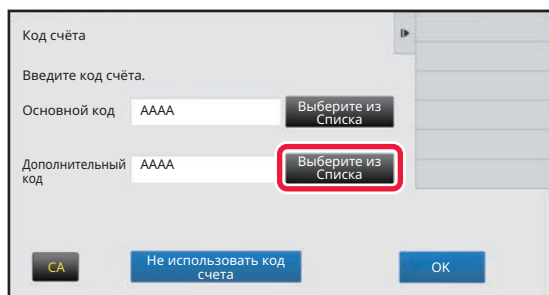 Код счёта
Введите код счёта.
Основной код AAAA Выберите из
Списка
Дополнительный
код AAAA Выберите из
Списка
CA Не использовать код
счета OK